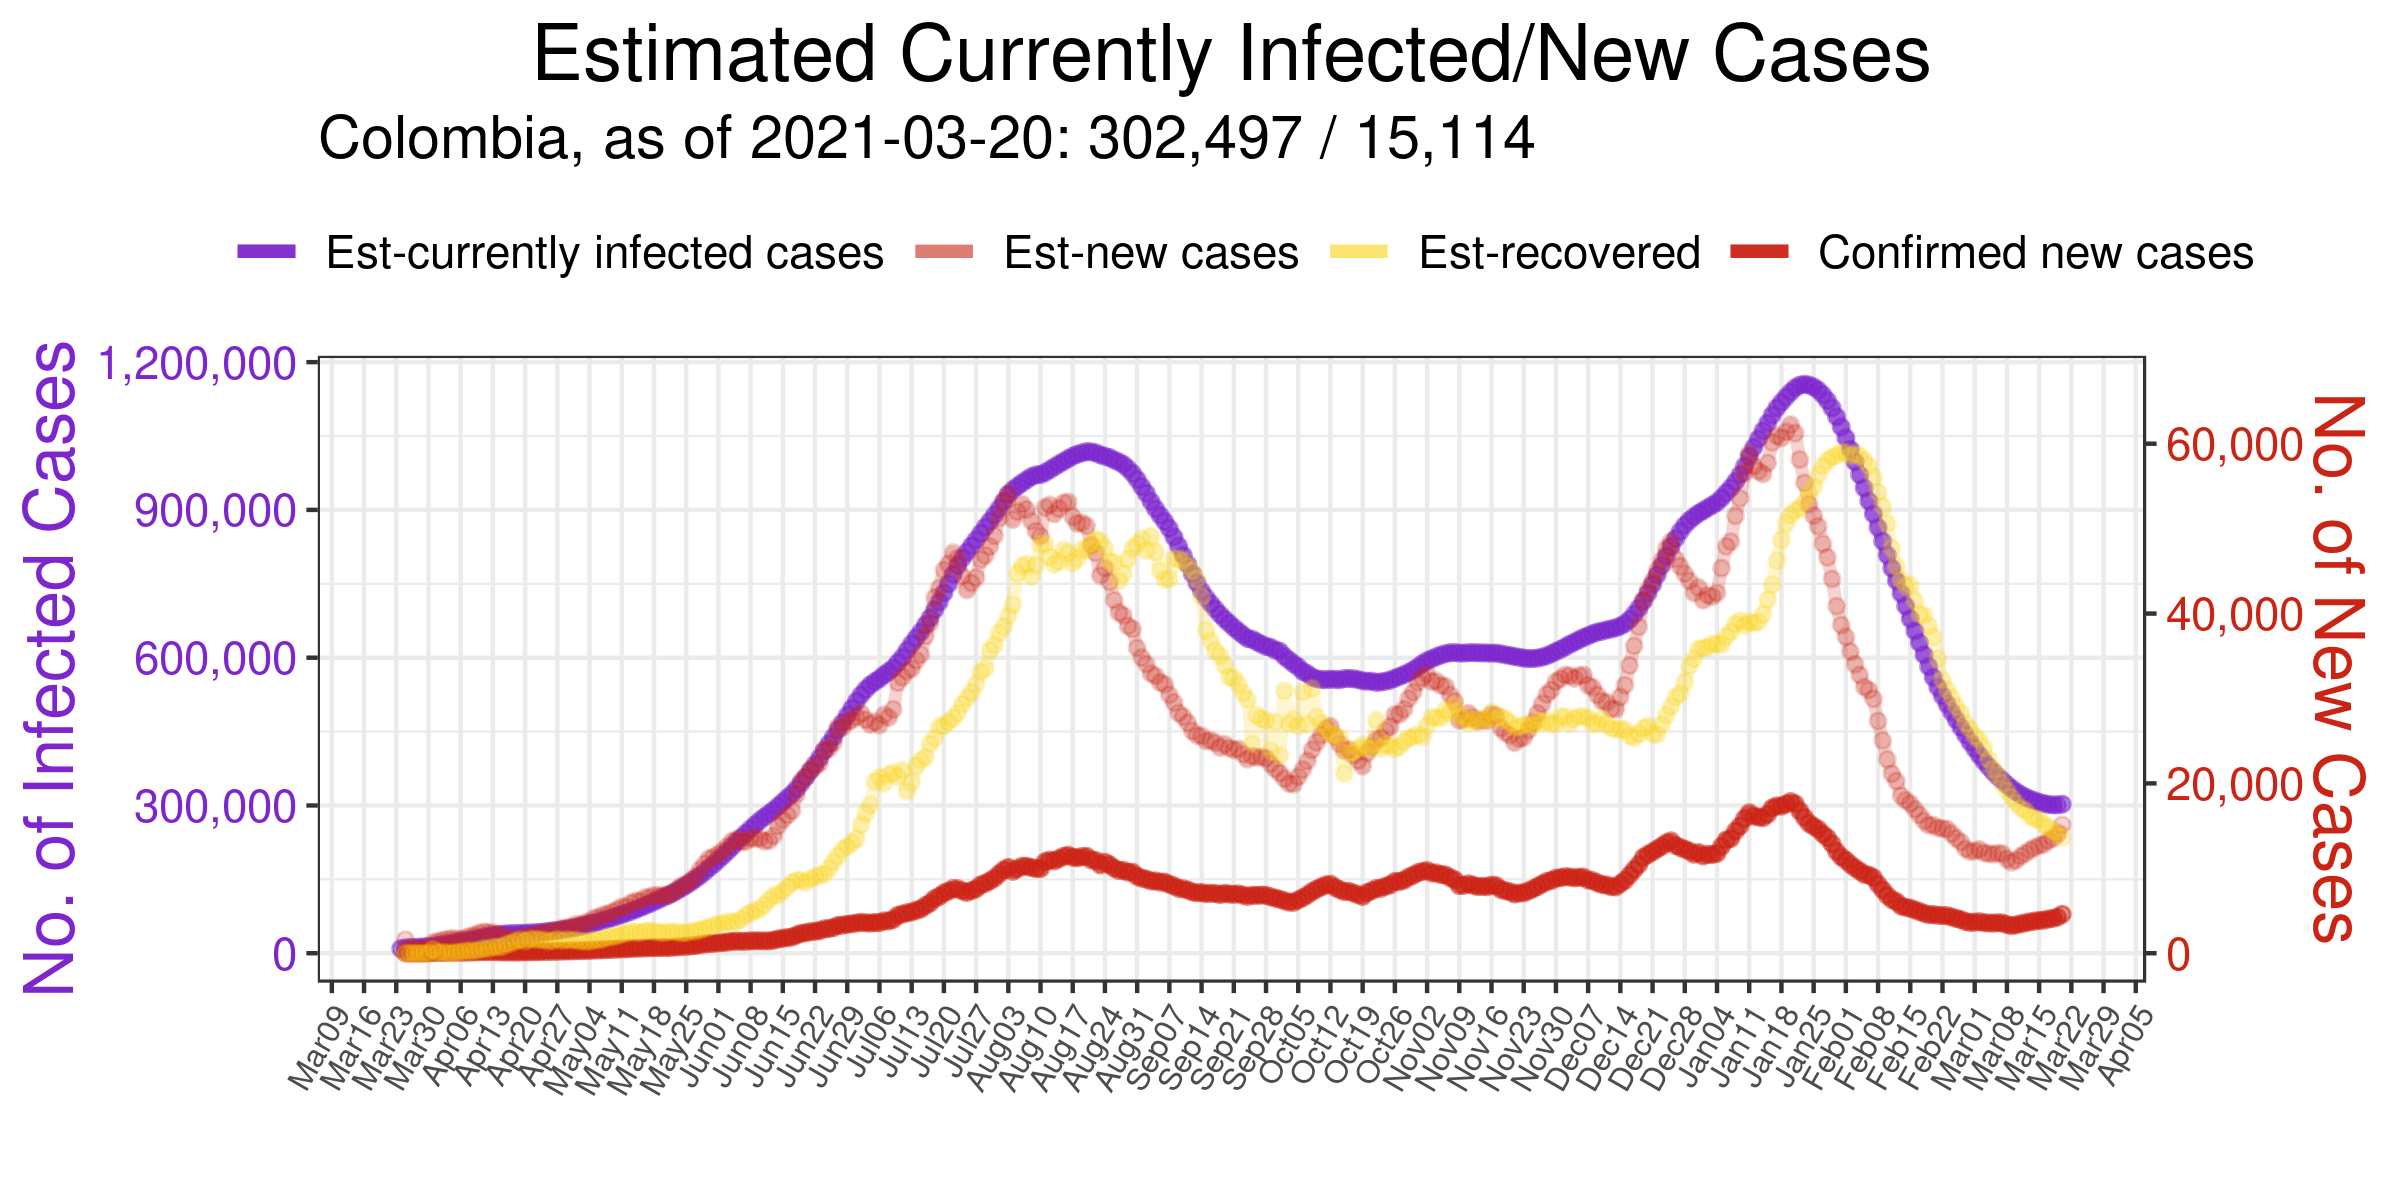 Estimated Currently Infected/New Cases
Colombia, as of 2021-03-20: 302,497 / 15,114
Est-currently infected cases Est-new cases Est-recovered Confirmed new cases
No. of Infected Cases
1,200,000
900,000
600,000
300,000
0
60,000
40,000
20,000
0
No. of New Cases
Mar09 Mar16 Mar23 Mar30 Apr06 Apr13 Apr20 Apr27 May04 May11 May18 May25 Jun01 Jun08 Jun15 Jun22 Jun29 Jul06 Jul13 Jul20 Jul27 Aug03 Aug10 Aug17 Aug24 Aug31 Sep07 Sep14 Sep21 Sep28 Oct05 Oct12 Oct19 Oct26 Nov02 Nov09 Nov16 Nov23 Nov30 Dec07 Dec14 Dec21 Dec28 Jan04 Jan11 Jan18 Jan25 Feb01 Feb08 Feb15 Feb22 Mar01 Mar08 Mar15 Mar22 Mar29 Apr05